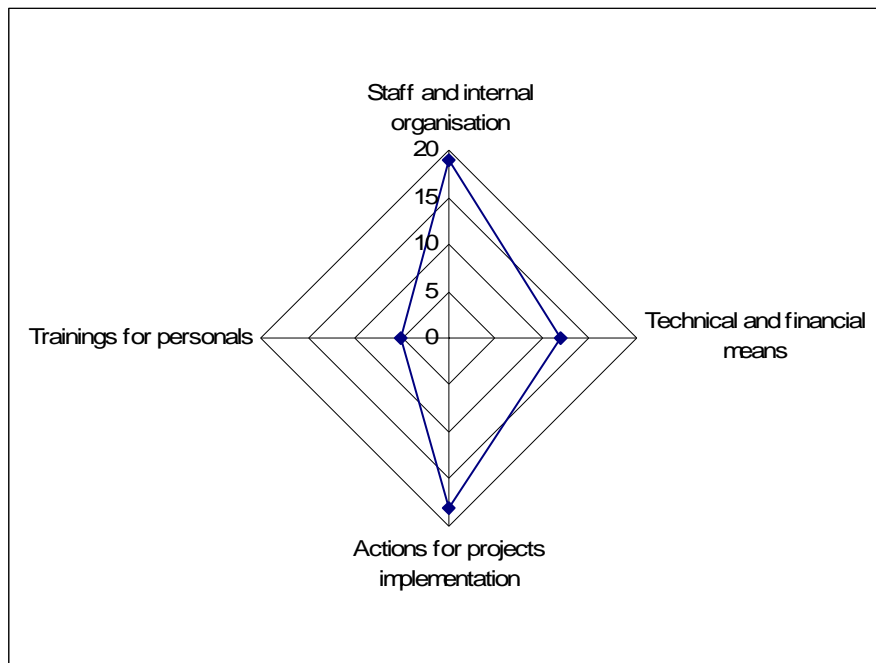 Staff and internal
organisation
20
15
10
5
0
Trainings for personals
Technical and financial
means
Actions for projects
implementation